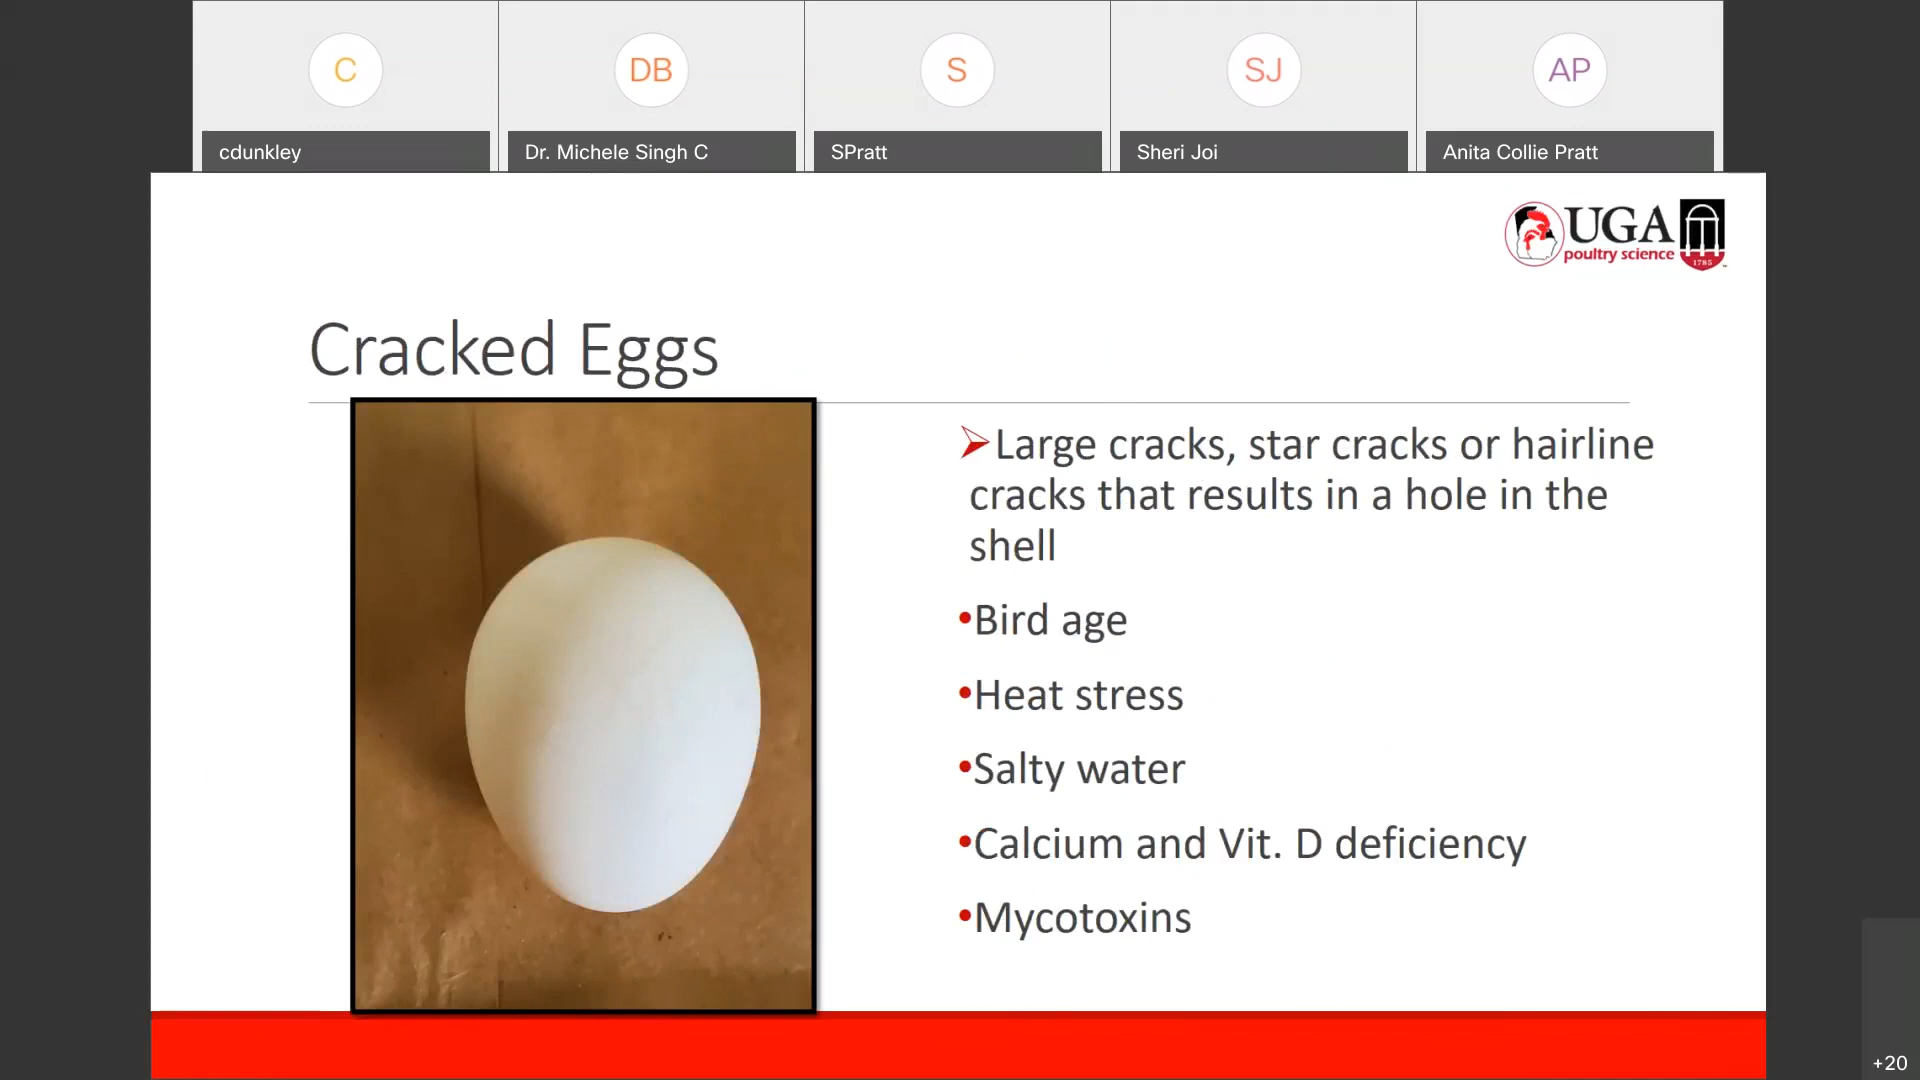 C
DB
S
SJ
AP
cdunkley
Dr. Michele Singh C
SPratt
Sheri Joi
Anita Collie Pratt
UGA
poultry science
1785
Cracked Eggs
➢Large cracks, star cracks or hairline
cracks that results in a hole in the
shell
•Bird age
•Heat stress
•Salty water
•Calcium and Vit. D deficiency
•Mycotoxins
+20